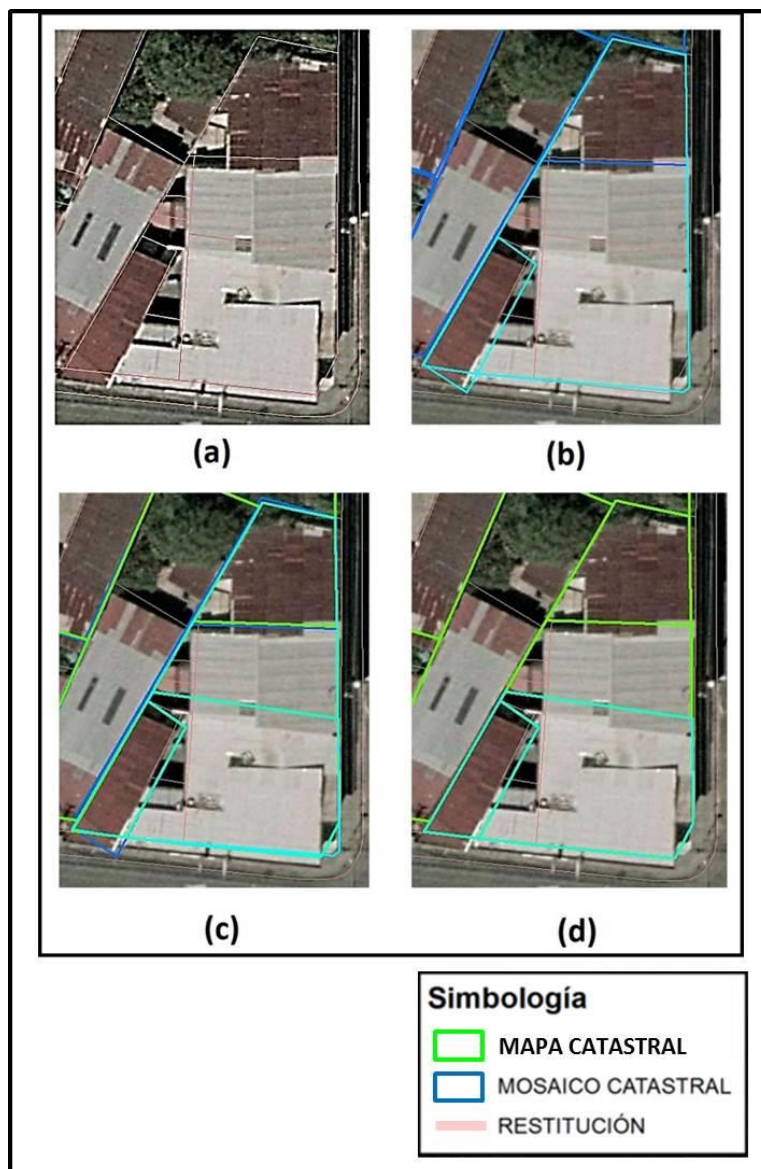 (a)
(b)
(c)
(d)
Simbología
MAPA CATASTRAL
MOSAICO CATASTRAL
RESTITUCIÓN